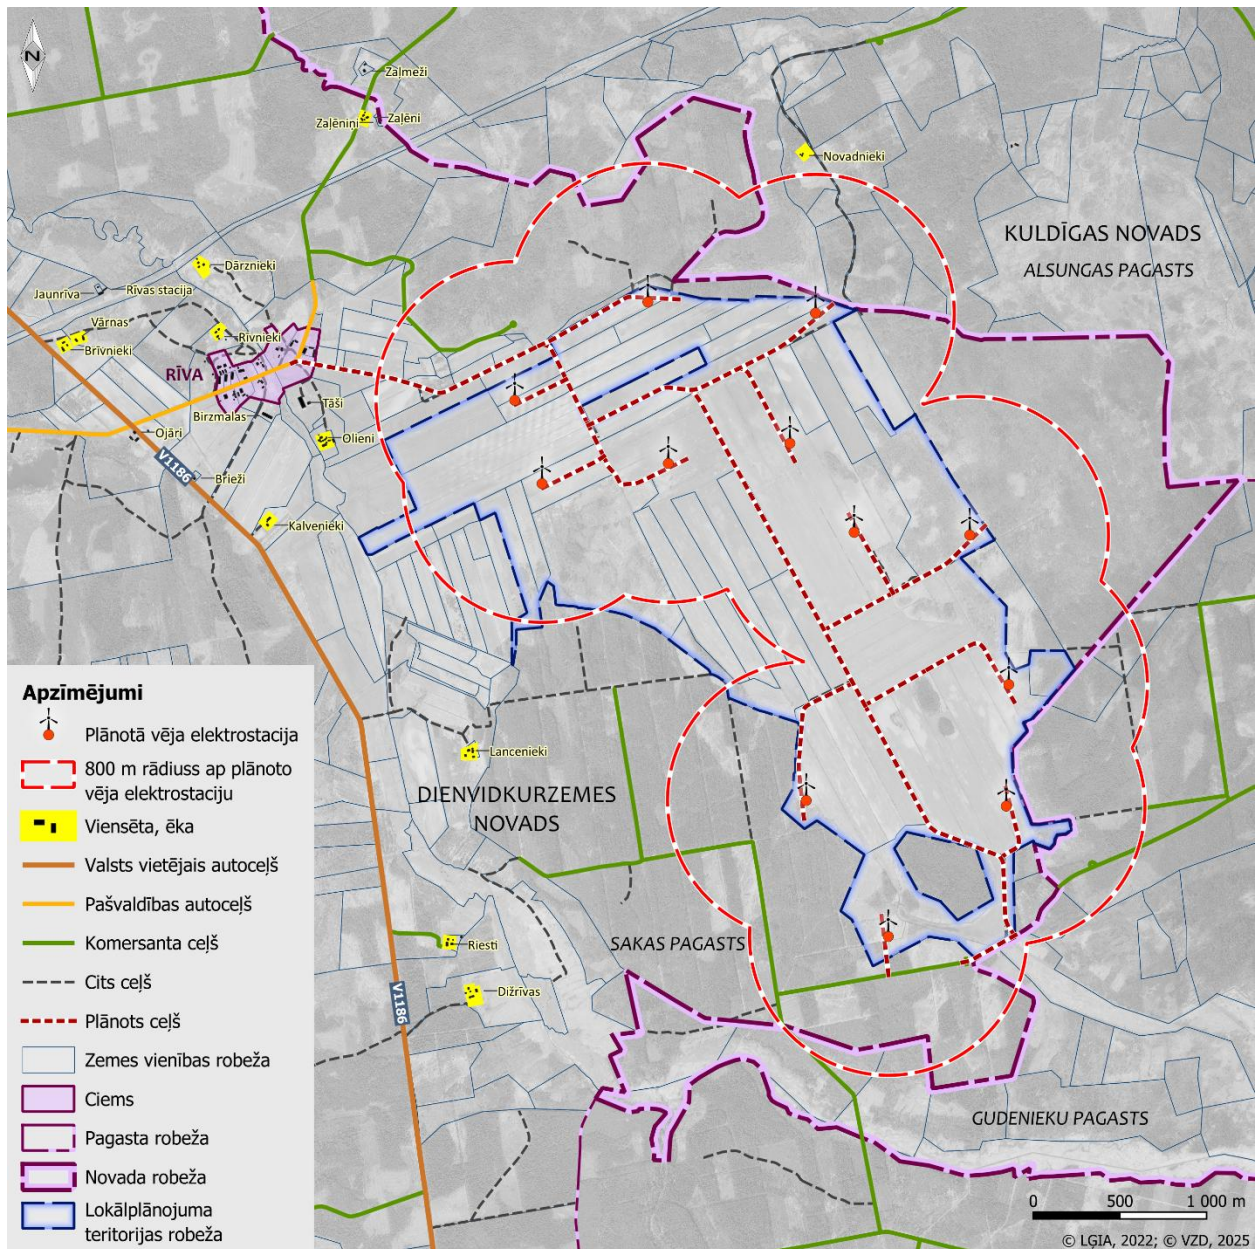 N
Zaļmeži
Zaļēniņi
Zaļēni
Novadnieki
KULDĪGAS NOVADS
ALSUNGAS PAGASTS
Dārznieki
Jaunrīva
Rīvas stacija
Vārnas
Rīvnieki
Brīvnieki
RĪVA
Tāši
Birzmalas
Ojāri
Olieni
V1186
Brieži
Kalvenieki
Lancenieki
DIENVIDKURZEMES
NOVADS
SAKAS PAGASTS
Riesti
Dižrīvas
V1186
GUDENIEKU PAGASTS
Apzīmējumi
Plānotā vēja elektrostacija
800 m rādiuss ap plānoto
vēja elektrostaciju
Viensēta, ēka
Valsts vietējais autoceļš
Pašvaldības autoceļš
Komersanta ceļš
Cits ceļš
Plānots ceļš
Zemes vienības robeža
Ciems
Pagasta robeža
Novada robeža
Lokālplānojuma
teritorijas robeža
0 500 1 000 m
© LGIA, 2022; © VZD, 2025